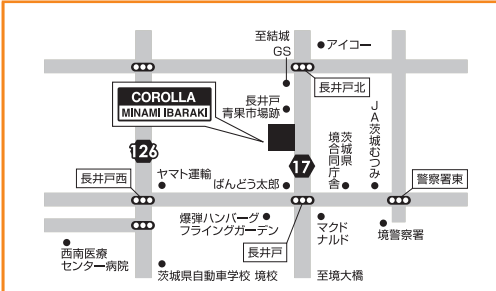 至結城
GS
アイコー
長井戸北
COROLLA
MINAMI IBARAKI
長井戸
青果市場跡
JA茨城むつみ
茨城県
境合同庁舎
126
17
長井戸西
ヤマト運輸
ばんどう太郎
警察署東
爆弾ハンバーグ
フライングガーデン
長井戸
マクド
ナルド
境警察署
西南医療
センター病院
茨城県自動車学校 境校
至境大橋